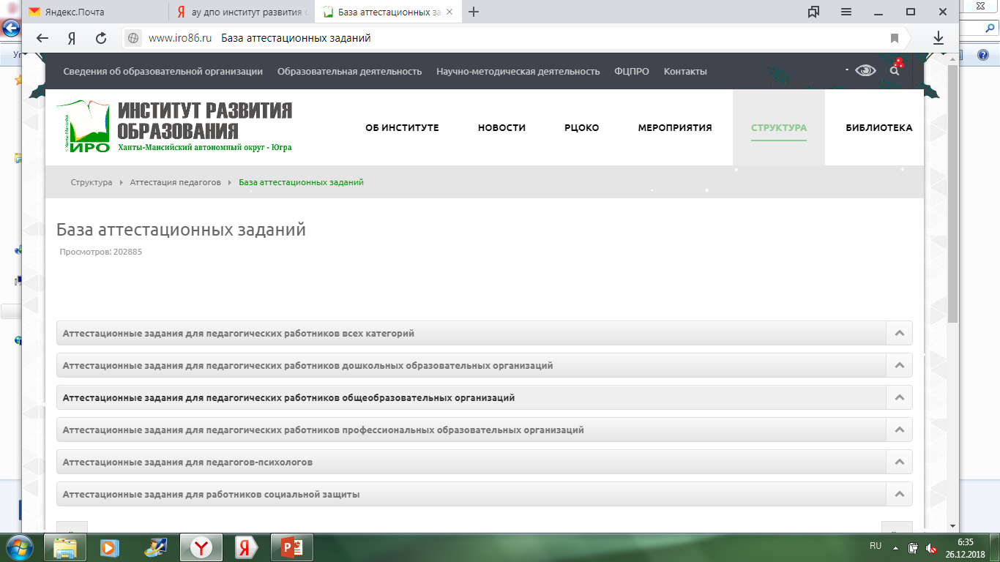 Яндекс.Почта
ау дпо институт развития
База аттестационных за
www.iro86.ru База аттестационных заданий
Сведения об образовательной организации Образовательная деятельность Научно-методическая деятельность ФЦПРО Контакты
ИНСТИТУТ РАЗВИТИЯ
ОБРАЗОВАНИЯ
ИРО
Ханты-Мансийский автономный округ - Югра
ОБ ИНСТИТУТЕ НОВОСТИ РЦОКО МЕРОПРИЯТИЯ СТРУКТУРА БИБЛИОТЕКА
Структура Аттестация педагогов База аттестационных заданий
База аттестационных заданий
Просмотров: 202885
Аттестационные задания для педагогических работников всех категорий
Аттестационные задания для педагогических работников дошкольных образовательных организаций
Аттестационные задания для педагогических работников общеобразовательных организаций
Аттестационные задания для педагогических работников профессиональных образовательных организаций
Аттестационные задания для педагогов-психологов
Аттестационные задания для работников социальной защиты
RU
6:35
26.12.2018